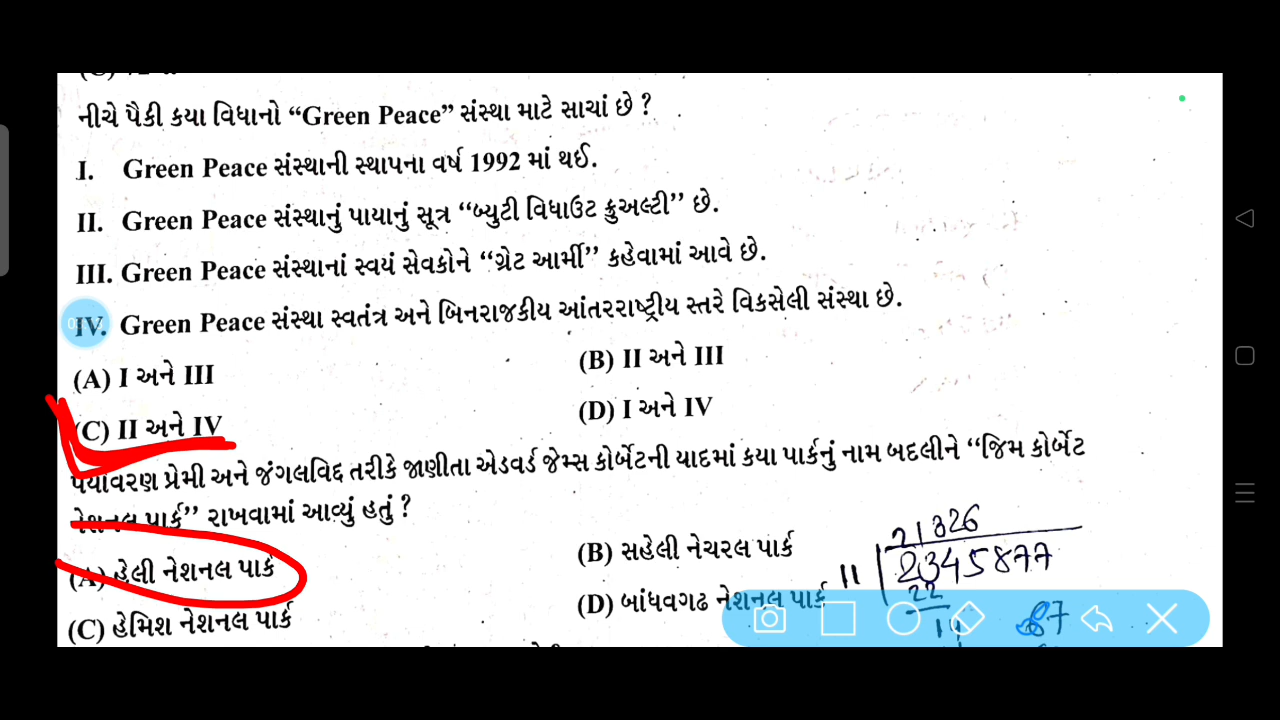 નીચે પૈકી કયા વિધાનો “Green Peace” સંસ્થા માટે સાચાં છે ?
I. Green Peace સંસ્થાની સ્થાપના વર્ષ 1992 માં થઈ.
II. Green Peace સંસ્થાનું પાયાનું સૂત્ર “બ્યુટી વિધાઉટ ક્રુઅલ્ટી” છે.
III. Green Peace સંસ્થાનાં સ્વયં સેવકોને “ગ્રેટ આર્મી” કહેવામાં આવે છે.
IV. Green Peace સંસ્થા સ્વતંત્ર અને બિનરાજકીય આંતરરાષ્ટ્રીય સ્તરે વિકસેલી સંસ્થા છે.
(A) I અને III
(B) II અને III
(C) II અને IV
(D) I અને IV
પર્યાવરણ પ્રેમી અને જંગલવિદ્દ તરીકે જાણીતા એડવર્ડ જેમ્સ કોર્બેટની યાદમાં કયા પાર્કનું નામ બદલીને “જિમ કોર્બેટ
નેશનલ પાર્ક” રાખવામાં આવ્યું હતું ?
(A) હેલી નેશનલ પાર્ક
(B) સહેલી નેચરલ પાર્ક
(C) હેમિશ નેશનલ પાર્ક
(D) બાંધવગઢ નેશનલ પાર્ક
21326
11 2345877
22
11
87